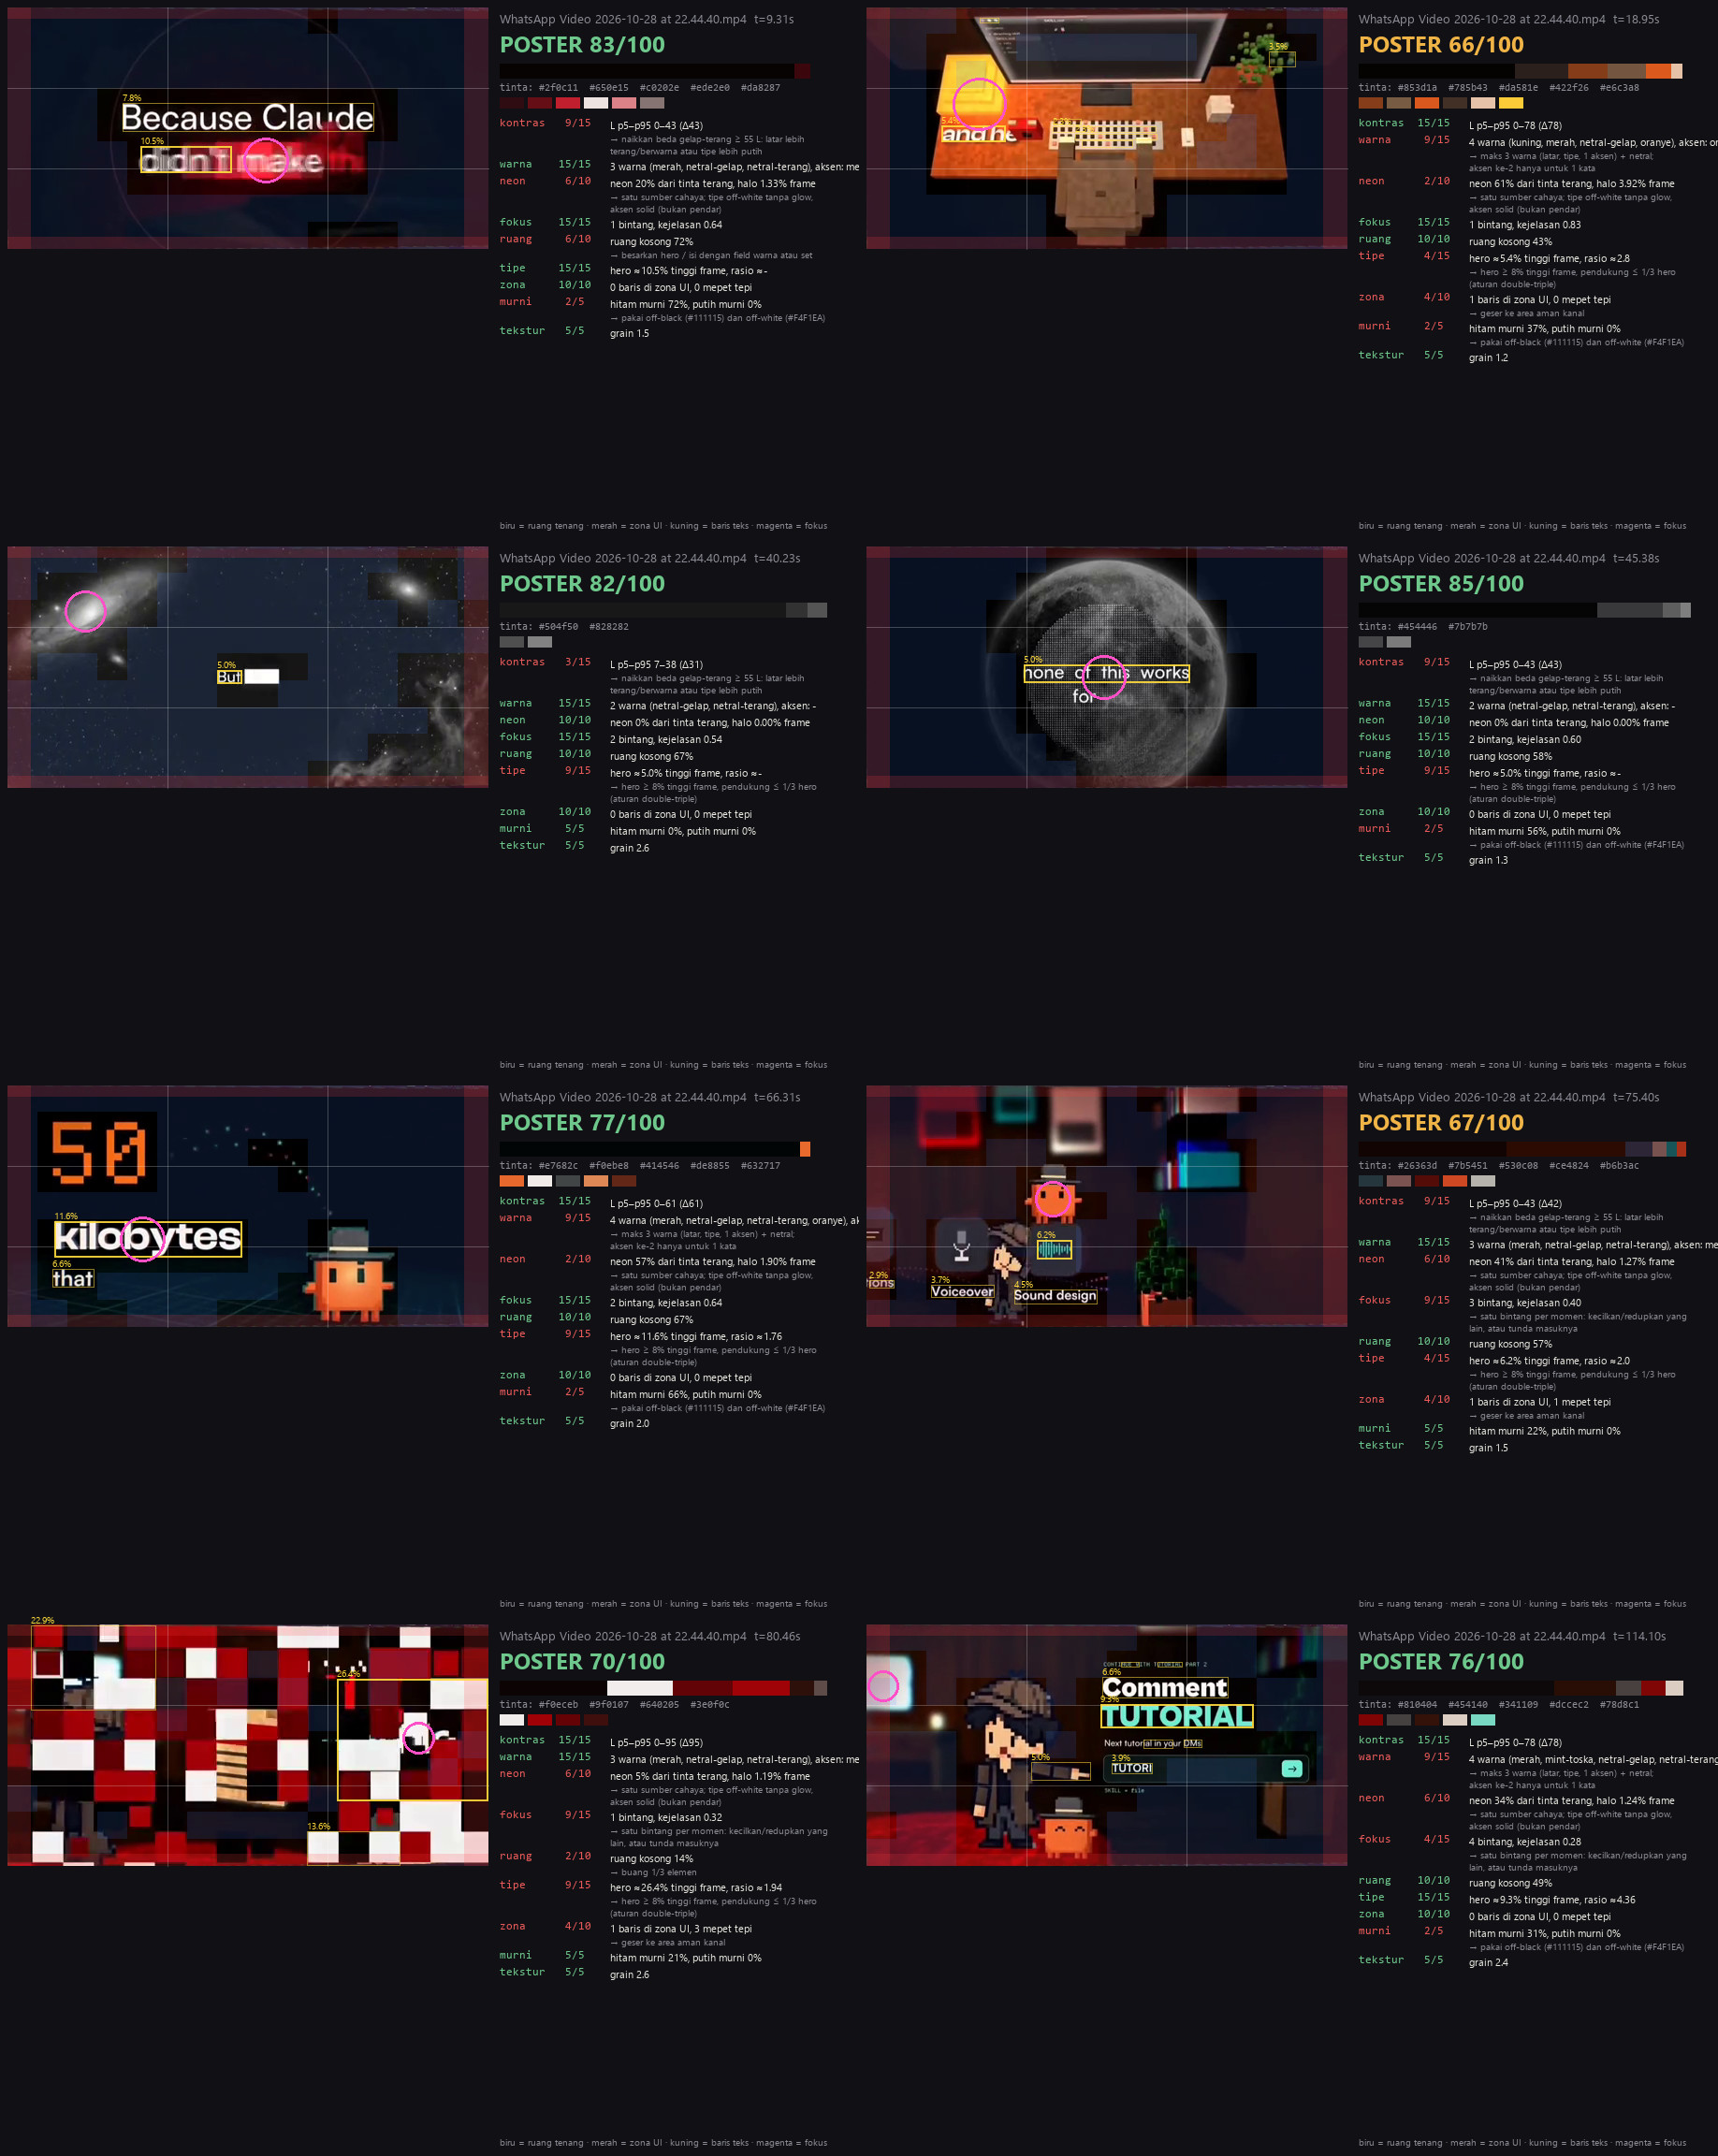 Because Claude
didn't make
7.8%
10.5%
WhatsApp Video 2026-10-28 at 22.44.40.mp4 t=9.31s
POSTER 83/100
tinta: #2f0c11 #650e15 #c0202e #ede2e0 #da8287
kontras 9/15 L p5–p95 0–43 (Δ43)
→ naikkan beda gelap-terang ≥ 55 L: latar lebih
terang/berwarna atau tipe lebih putih
warna 15/15 3 warna (merah, netral-gelap, netral-terang), aksen: me
neon 6/10 neon 20% dari tinta terang, halo 1.33% frame
→ satu sumber cahaya; tipe off-white tanpa glow,
aksen solid (bukan pendar)
fokus 15/15 1 bintang, kejelasan 0.64
ruang 6/10 ruang kosong 72%
→ besarkan hero / isi dengan field warna atau set
tipe 15/15 hero ≈10.5% tinggi frame, rasio ≈-
zona 10/10 0 baris di zona UI, 0 mepet tepi
murni 2/5 hitam murni 72%, putih murni 0%
→ pakai off-black (#111115) dan off-white (#F4F1EA)
tekstur 5/5 grain 1.5
biru = ruang tenang · merah = zona UI · kuning = baris teks · magenta = fokus
3.5%
5.4%
and he
WhatsApp Video 2026-10-28 at 22.44.40.mp4 t=18.95s
POSTER 66/100
tinta: #853d1a #785b43 #da581e #422f26 #e6c3a8
kontras 15/15 L p5–p95 0–78 (Δ78)
warna 9/15 4 warna (kuning, merah, netral-gelap, oranye), aksen: or
→ maks 3 warna (latar, tipe, 1 aksen) + netral;
aksen ke-2 hanya untuk 1 kata
neon 2/10 neon 61% dari tinta terang, halo 3.92% frame
→ satu sumber cahaya; tipe off-white tanpa glow,
aksen solid (bukan pendar)
fokus 15/15 1 bintang, kejelasan 0.83
ruang 10/10 ruang kosong 43%
tipe 4/15 hero ≈5.4% tinggi frame, rasio ≈2.8
→ hero ≥ 8% tinggi frame, pendukung ≤ 1/3 hero
(aturan double-triple)
zona 4/10 1 baris di zona UI, 0 mepet tepi
→ geser ke area aman kanal
murni 2/5 hitam murni 37%, putih murni 0%
→ pakai off-black (#111115) dan off-white (#F4F1EA)
tekstur 5/5 grain 1.2
biru = ruang tenang · merah = zona UI · kuning = baris teks · magenta = fokus
5.0%
But
WhatsApp Video 2026-10-28 at 22.44.40.mp4 t=40.23s
POSTER 82/100
tinta: #504f50 #828282
kontras 3/15 L p5–p95 7–38 (Δ31)
→ naikkan beda gelap-terang ≥ 55 L: latar lebih
terang/berwarna atau tipe lebih putih
warna 15/15 2 warna (netral-gelap, netral-terang), aksen: -
neon 10/10 neon 0% dari tinta terang, halo 0.00% frame
fokus 15/15 2 bintang, kejelasan 0.54
ruang 10/10 ruang kosong 67%
tipe 9/15 hero ≈5.0% tinggi frame, rasio ≈-
→ hero ≥ 8% tinggi frame, pendukung ≤ 1/3 hero
(aturan double-triple)
zona 10/10 0 baris di zona UI, 0 mepet tepi
murni 5/5 hitam murni 0%, putih murni 0%
tekstur 5/5 grain 2.6
biru = ruang tenang · merah = zona UI · kuning = baris teks · magenta = fokus
5.0%
none of this works
for you
WhatsApp Video 2026-10-28 at 22.44.40.mp4 t=45.38s
POSTER 85/100
tinta: #454446 #7b7b7b
kontras 9/15 L p5–p95 0–43 (Δ43)
→ naikkan beda gelap-terang ≥ 55 L: latar lebih
terang/berwarna atau tipe lebih putih
warna 15/15 2 warna (netral-gelap, netral-terang), aksen: -
neon 10/10 neon 0% dari tinta terang, halo 0.00% frame
fokus 15/15 2 bintang, kejelasan 0.60
ruang 10/10 ruang kosong 58%
tipe 9/15 hero ≈5.0% tinggi frame, rasio ≈-
→ hero ≥ 8% tinggi frame, pendukung ≤ 1/3 hero
(aturan double-triple)
zona 10/10 0 baris di zona UI, 0 mepet tepi
murni 2/5 hitam murni 56%, putih murni 0%
→ pakai off-black (#111115) dan off-white (#F4F1EA)
tekstur 5/5 grain 1.3
biru = ruang tenang · merah = zona UI · kuning = baris teks · magenta = fokus
50
11.6%
kilobytes
6.6%
that
WhatsApp Video 2026-10-28 at 22.44.40.mp4 t=66.31s
POSTER 77/100
tinta: #e7682c #f0ebe8 #414546 #de8855 #632717
kontras 15/15 L p5–p95 0–61 (Δ61)
warna 9/15 4 warna (merah, netral-gelap, netral-terang, oranye), ak
→ maks 3 warna (latar, tipe, 1 aksen) + netral;
aksen ke-2 hanya untuk 1 kata
neon 2/10 neon 57% dari tinta terang, halo 1.90% frame
→ satu sumber cahaya; tipe off-white tanpa glow,
aksen solid (bukan pendar)
fokus 15/15 2 bintang, kejelasan 0.64
ruang 10/10 ruang kosong 67%
tipe 9/15 hero ≈11.6% tinggi frame, rasio ≈1.76
→ hero ≥ 8% tinggi frame, pendukung ≤ 1/3 hero
(aturan double-triple)
zona 10/10 0 baris di zona UI, 0 mepet tepi
murni 2/5 hitam murni 66%, putih murni 0%
→ pakai off-black (#111115) dan off-white (#F4F1EA)
tekstur 5/5 grain 2.0
biru = ruang tenang · merah = zona UI · kuning = baris teks · magenta = fokus
6.2%
2.9%
ions
3.7%
Voiceover
4.5%
Sound design
WhatsApp Video 2026-10-28 at 22.44.40.mp4 t=75.40s
POSTER 67/100
tinta: #26363d #7b5451 #530c08 #ce4824 #b6b3ac
kontras 9/15 L p5–p95 0–43 (Δ42)
→ naikkan beda gelap-terang ≥ 55 L: latar lebih
terang/berwarna atau tipe lebih putih
warna 15/15 3 warna (merah, netral-gelap, netral-terang), aksen: me
neon 6/10 neon 41% dari tinta terang, halo 1.27% frame
→ satu sumber cahaya; tipe off-white tanpa glow,
aksen solid (bukan pendar)
fokus 9/15 3 bintang, kejelasan 0.40
→ satu bintang per momen: kecilkan/redupkan yang
lain, atau tunda masuknya
ruang 10/10 ruang kosong 57%
tipe 4/15 hero ≈6.2% tinggi frame, rasio ≈2.0
→ hero ≥ 8% tinggi frame, pendukung ≤ 1/3 hero
(aturan double-triple)
zona 4/10 1 baris di zona UI, 1 mepet tepi
→ geser ke area aman kanal
murni 5/5 hitam murni 22%, putih murni 0%
tekstur 5/5 grain 1.5
biru = ruang tenang · merah = zona UI · kuning = baris teks · magenta = fokus
22.9%
26.4%
13.6%
WhatsApp Video 2026-10-28 at 22.44.40.mp4 t=80.46s
POSTER 70/100
tinta: #f0eceb #9f0107 #640205 #3e0f0c
kontras 15/15 L p5–p95 0–95 (Δ95)
warna 15/15 3 warna (merah, netral-gelap, netral-terang), aksen: me
neon 6/10 neon 5% dari tinta terang, halo 1.19% frame
→ satu sumber cahaya; tipe off-white tanpa glow,
aksen solid (bukan pendar)
fokus 9/15 1 bintang, kejelasan 0.32
→ satu bintang per momen: kecilkan/redupkan yang
lain, atau tunda masuknya
ruang 2/10 ruang kosong 14%
→ buang 1/3 elemen
tipe 9/15 hero ≈26.4% tinggi frame, rasio ≈1.94
→ hero ≥ 8% tinggi frame, pendukung ≤ 1/3 hero
(aturan double-triple)
zona 4/10 1 baris di zona UI, 3 mepet tepi
→ geser ke area aman kanal
murni 5/5 hitam murni 21%, putih murni 0%
tekstur 5/5 grain 2.6
biru = ruang tenang · merah = zona UI · kuning = baris teks · magenta = fokus
CONTINUE WITH TUTORIAL PART 2
6.6%
Comment
9.3%
TUTORIAL
Next tutorial in your DMs
5.0%
3.9%
TUTORI
SKILL + file
WhatsApp Video 2026-10-28 at 22.44.40.mp4 t=114.10s
POSTER 76/100
tinta: #810404 #454140 #341109 #dccec2 #78d8c1
kontras 15/15 L p5–p95 0–78 (Δ78)
warna 9/15 4 warna (merah, mint-toska, netral-gelap, netral-terang
→ maks 3 warna (latar, tipe, 1 aksen) + netral;
aksen ke-2 hanya untuk 1 kata
neon 6/10 neon 34% dari tinta terang, halo 1.24% frame
→ satu sumber cahaya; tipe off-white tanpa glow,
aksen solid (bukan pendar)
fokus 4/15 4 bintang, kejelasan 0.28
→ satu bintang per momen: kecilkan/redupkan yang
lain, atau tunda masuknya
ruang 10/10 ruang kosong 49%
tipe 15/15 hero ≈9.3% tinggi frame, rasio ≈4.36
zona 10/10 0 baris di zona UI, 0 mepet tepi
murni 2/5 hitam murni 31%, putih murni 0%
→ pakai off-black (#111115) dan off-white (#F4F1EA)
tekstur 5/5 grain 2.4
biru = ruang tenang · merah = zona UI · kuning = baris teks · magenta = fokus